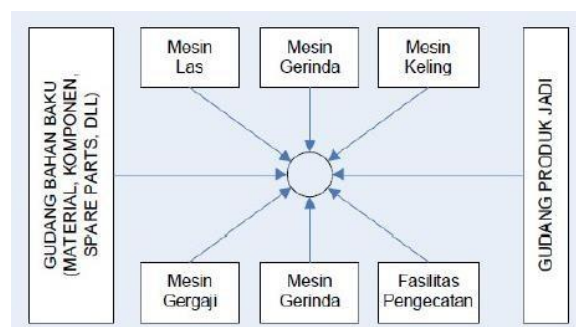 GUDANG BAHAN BAKU
(MATERIAL, KOMPONEN,
SPARE PARTS, DLL)
Mesin
Las
Mesin
Gerinda
Mesin
Keling
Mesin
Gergaji
Mesin
Gerinda
Fasilitas
Pengecatan
GUDANG PRODUK JADI